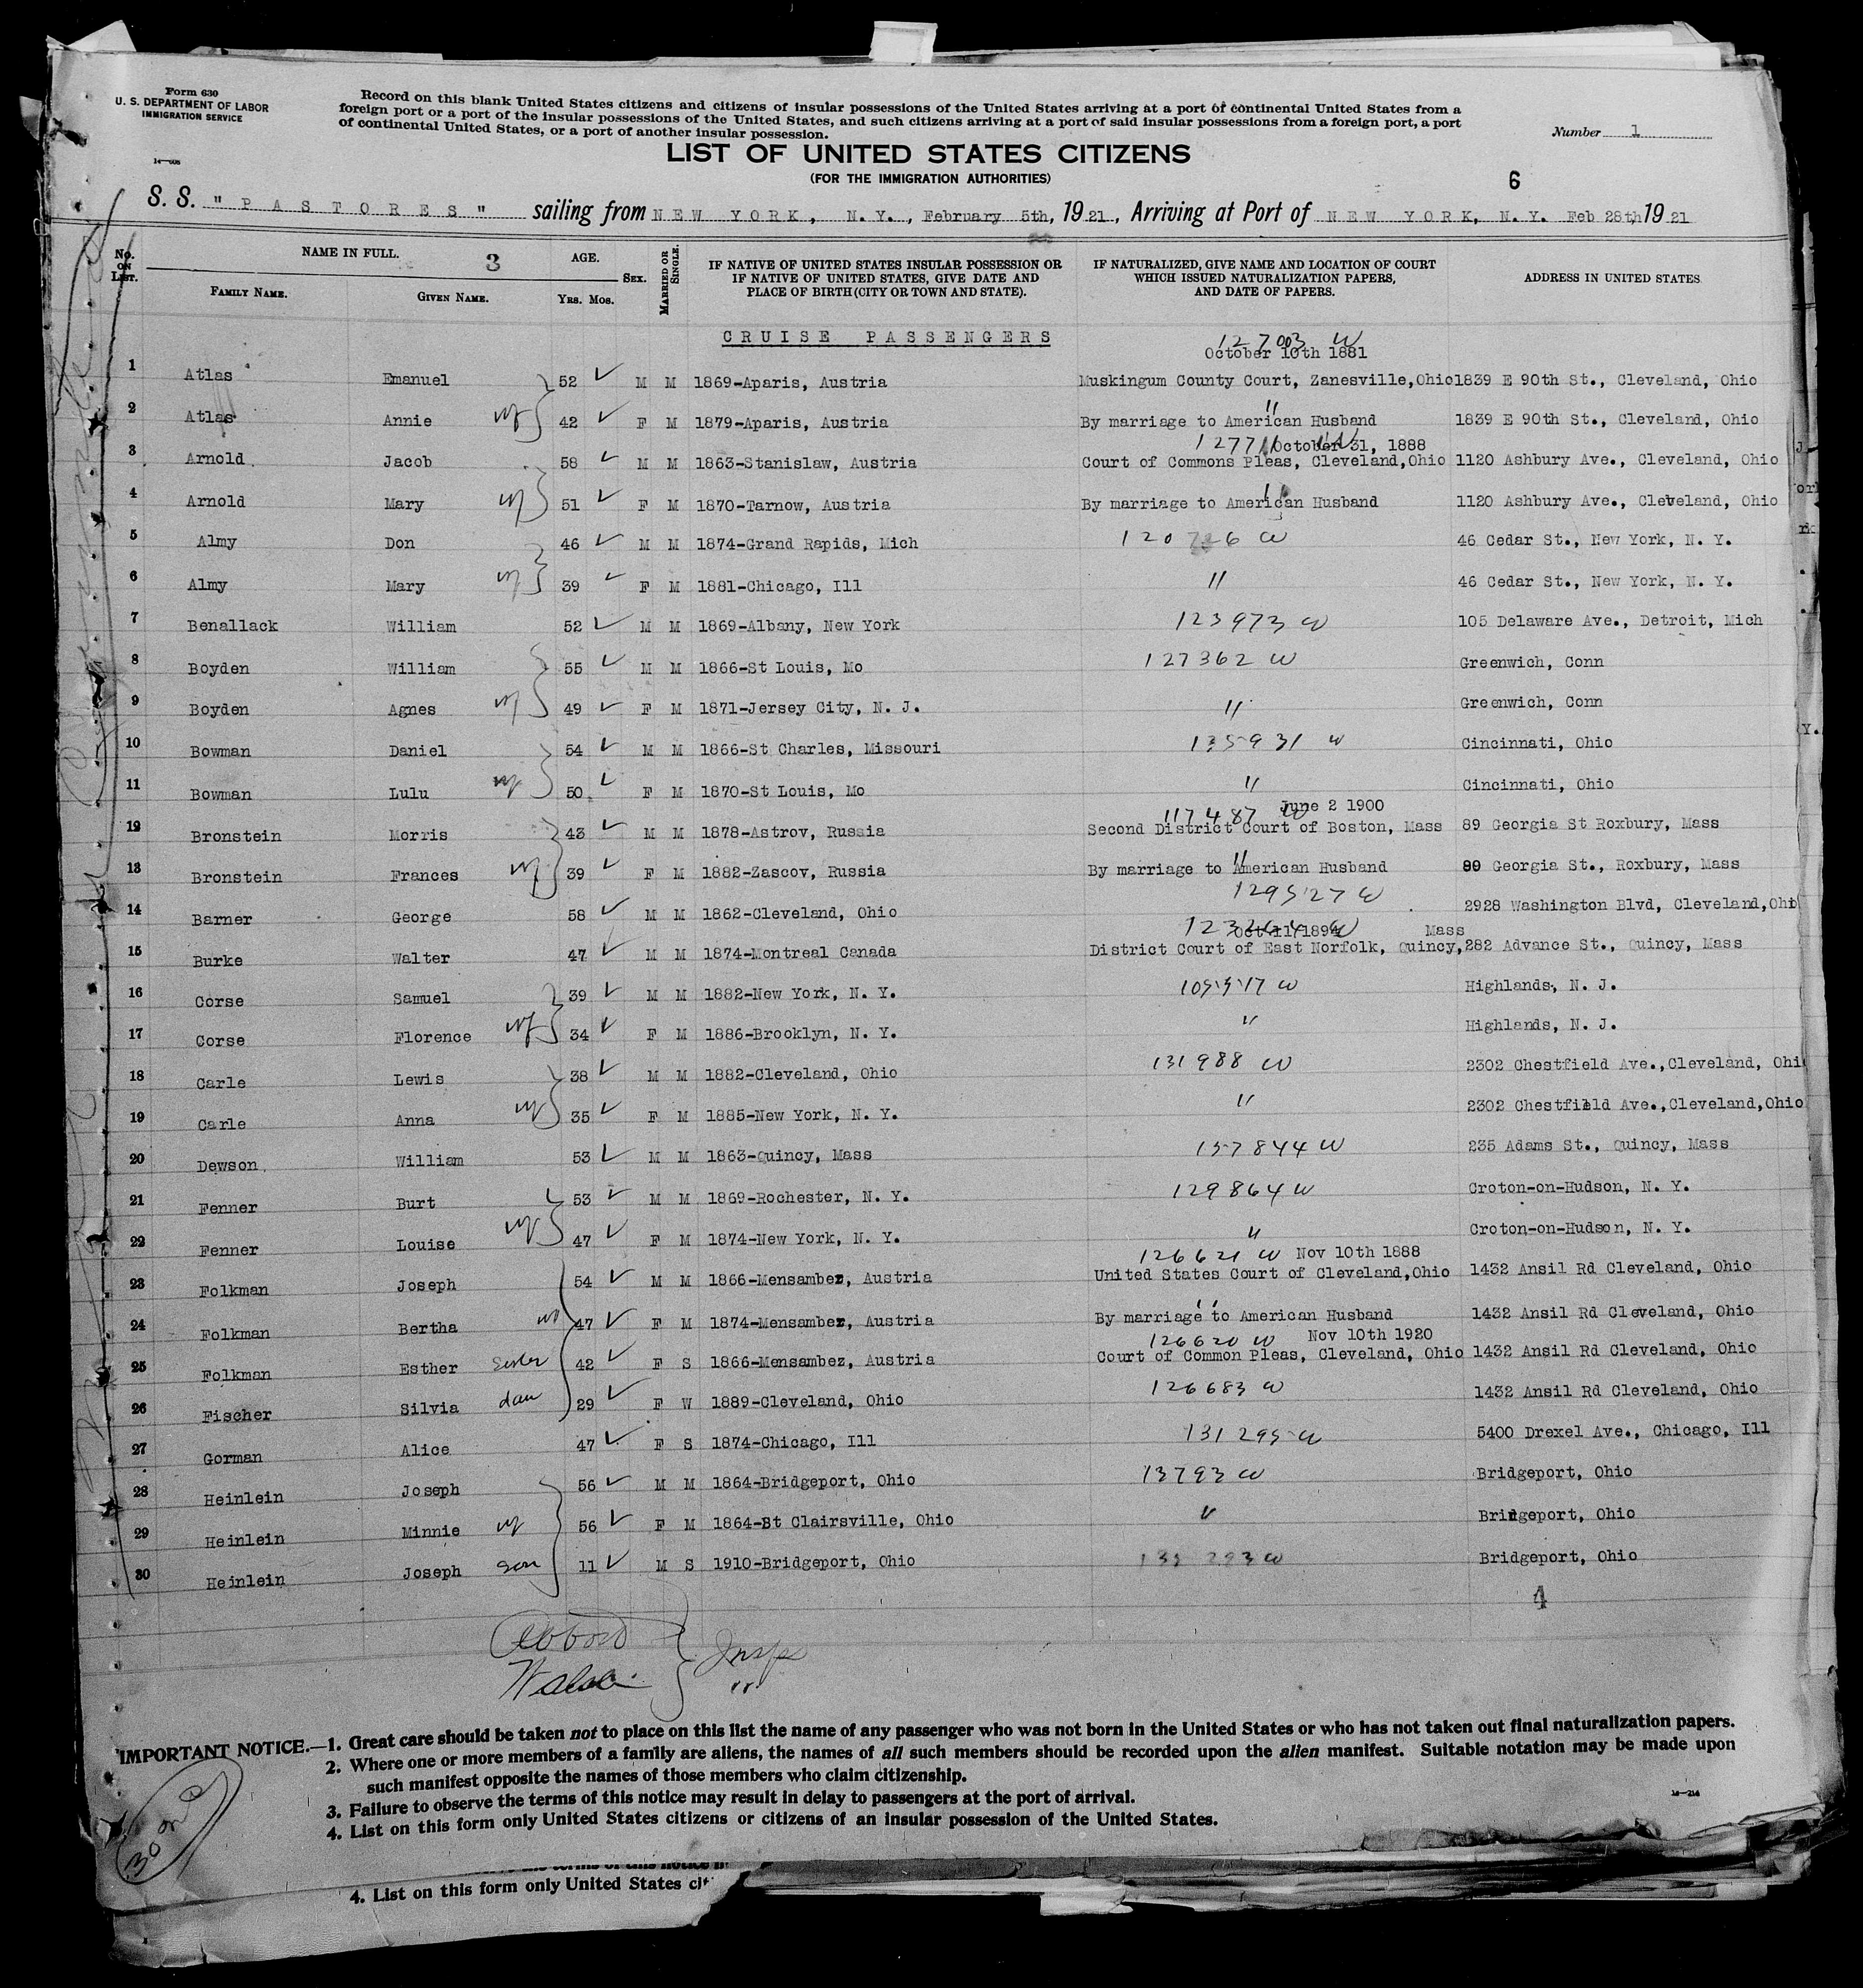 Form 630
U. S. DEPARTMENT OF LABOR
IMMIGRATION SERVICE
14—608
Record on this blank United States citizens and citizens of insular possessions of the United States arriving at a port of continental United States from a
foreign port or a port of the insular possessions of the United States, and such citizens arriving at a port of said insular possessions from a foreign port, a port
of continental United States, or a port of another insular possession.
Number 1
LIST OF UNITED STATES CITIZENS
(FOR THE IMMIGRATION AUTHORITIES)
6
S. S. "PASTORES" sailing from NEW YORK, N. Y., February 5th, 1921, Arriving at Port of NEW YORK, N. Y. Feb 28th, 1921
No. ON LIST.
NAME IN FULL. 3
FAMILY NAME. GIVEN NAME.
AGE.
YRS. MOS.
SEX.
MARRIED OR SINGLE.
IF NATIVE OF UNITED STATES INSULAR POSSESSION OR
IF NATIVE OF UNITED STATES, GIVE DATE AND
PLACE OF BIRTH (CITY OR TOWN AND STATE).
IF NATURALIZED, GIVE NAME AND LOCATION OF COURT
WHICH ISSUED NATURALIZATION PAPERS,
AND DATE OF PAPERS.
ADDRESS IN UNITED STATES
CRUISE PASSENGERS
127003 W
October 10th 1881
1 Atlas Emanuel 52 ✓ M M 1869-Aparis, Austria Muskingum County Court, Zanesville,Ohio 1839 E 90th St., Cleveland, Ohio
2 Atlas Annie wf 42 ✓ F M 1879-Aparis, Austria By marriage to American Husband " 1839 E 90th St., Cleveland, Ohio
October 31, 1888
3 Arnold Jacob 58 ✓ M M 1863-Stanislaw, Austria Court of Commons Pleas, Cleveland,Ohio 1120 Ashbury Ave., Cleveland, Ohio
4 Arnold Mary wf 51 ✓ F M 1870-Tarnow, Austria By marriage to American Husband " 1120 Ashbury Ave., Cleveland, Ohio
5 Almy Don 46 ✓ M M 1874-Grand Rapids, Mich W 46 Cedar St., New York, N. Y.
6 Almy Mary wf 39 ✓ F M 1881-Chicago, Ill " 46 Cedar St., New York, N. Y.
7 Benallack William 52 ✓ M M 1869-Albany, New York 123973 W 105 Delaware Ave., Detroit, Mich
8 Boyden William 55 ✓ M M 1866-St Louis, Mo 127362 W Greenwich, Conn
9 Boyden Agnes wf 49 ✓ F M 1871-Jersey City, N. J. " Greenwich, Conn
10 Bowman Daniel 54 ✓ M M 1866-St Charles, Missouri 135931 W Cincinnati, Ohio
11 Bowman Lulu wf 50 ✓ F M 1870-St Louis, Mo " Cincinnati, Ohio
117487 W June 2 1900
12 Bronstein Morris 43 ✓ M M 1878-Astrov, Russia Second District Court of Boston, Mass 89 Georgia St Roxbury, Mass
13 Bronstein Frances wf 39 ✓ F M 1882-Zascov, Russia By marriage to American Husband " 89 Georgia St., Roxbury, Mass
14 Barner George 58 ✓ M M 1862-Cleveland, Ohio 129527 W 2928 Washington Blvd, Cleveland,Ohio
Oct 11/1894 Mass
15 Burke Walter 47 ✓ M M 1874-Montreal Canada District Court of East Norfolk, Quincy, 282 Advance St., Quincy, Mass
16 Corse Samuel 39 ✓ M M 1882-New York, N. Y. 105517 W Highlands, N. J.
17 Corse Florence wf 34 ✓ F M 1886-Brooklyn, N. Y. " Highlands, N. J.
18 Carle Lewis 38 ✓ M M 1882-Cleveland, Ohio 131988 W 2302 Chestfield Ave.,Cleveland, Ohi
19 Carle Anna wf 35 ✓ F M 1885-New York, N. Y. " 2302 Chestfield Ave.,Cleveland,Ohio
20 Dewson William 53 ✓ M M 1863-Quincy, Mass 157844 W 235 Adams St., Quincy, Mass
21 Fenner Burt 53 ✓ M M 1869-Rochester, N. Y. 129864 W Croton-on-Hudson, N. Y.
22 Fenner Louise wf 47 ✓ F M 1874-New York, N. Y. " Croton-on-Hudson, N. Y.
126621 W Nov 10th 1888
23 Folkman Joseph 54 ✓ M M 1866-Mensambez, Austria United States Court of Cleveland,Ohio 1432 Ansil Rd Cleveland, Ohio
24 Folkman Bertha wf 47 ✓ F M 1874-Mensambez, Austria By marriage to American Husband " 1432 Ansil Rd Cleveland, Ohio
126620 W Nov 10th 1920
25 Folkman Esther Sister 42 ✓ F S 1866-Mensambez, Austria Court of Common Pleas, Cleveland, Ohio 1432 Ansil Rd Cleveland, Ohio
26 Fischer Silvia dau 29 ✓ F W 1889-Cleveland, Ohio 126683 W 1432 Ansil Rd Cleveland, Ohio
27 Gorman Alice 47 ✓ F S 1874-Chicago, Ill 131295 W 5400 Drexel Ave., Chicago, Ill
28 Heinlein Joseph 56 ✓ M M 1864-Bridgeport, Ohio 13793 W Bridgeport, Ohio
29 Heinlein Minnie wf 56 ✓ F M 1864-St Clairsville, Ohio " Bridgeport, Ohio
30 Heinlein Joseph son 11 ✓ M S 1910-Bridgeport, Ohio W Bridgeport, Ohio
4
Insps
"
IMPORTANT NOTICE.—1. Great care should be taken not to place on this list the name of any passenger who was not born in the United States or who has not taken out final naturalization papers.
2. Where one or more members of a family are aliens, the names of all such members should be recorded upon the alien manifest. Suitable notation may be made upon
such manifest opposite the names of those members who claim citizenship.
3. Failure to observe the terms of this notice may result in delay to passengers at the port of arrival.
4. List on this form only United States citizens or citizens of an insular possession of the United States.
14—214
4. List on this form only United States cit